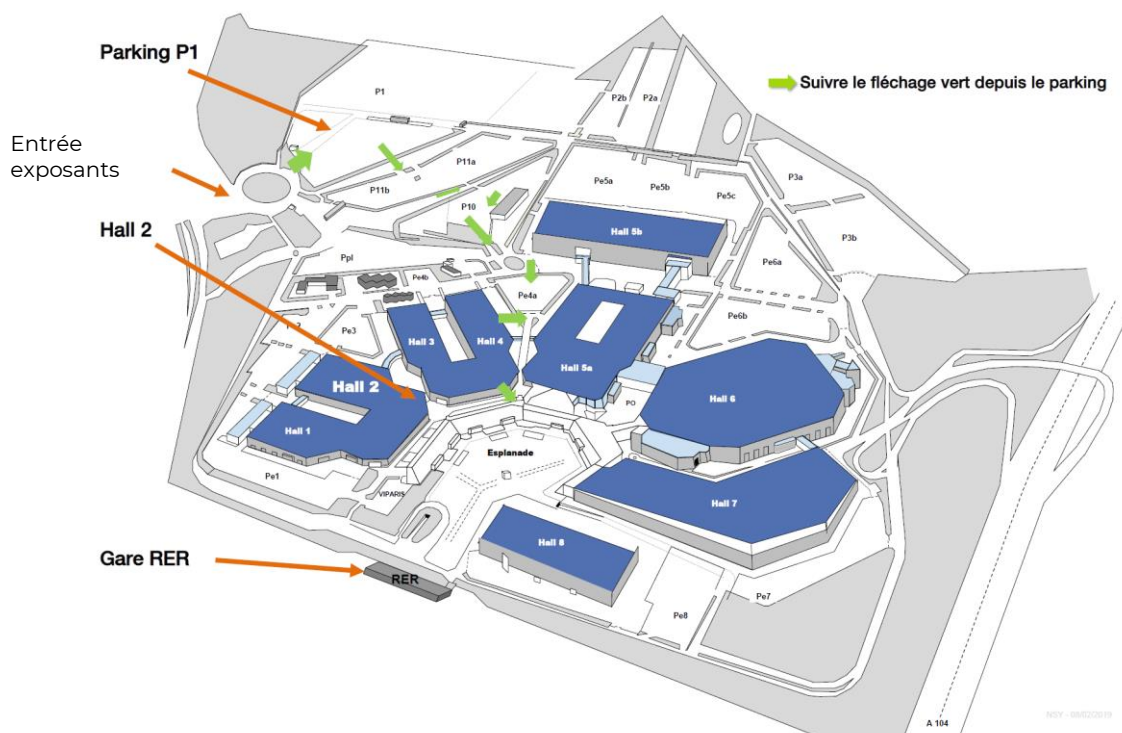 Parking P1
Suivre le fléchage vert depuis le parking
P1
P2b
P2a
Entrée
exposants
P11a
P11b
P3a
Pe5a
Pe5b
Pe5c
P10
Hall 2
Hall 5b
P3b
Ppl
Pe4b
Pe6a
Pe4a
Pe3
Pe6b
Hall 3
Hall 4
Hall 5a
Hall 2
Hall 6
PO
Hall 1
Esplanade
Pe1
VIPARIS
Hall 7
Hall 8
Gare RER
RER
Pe7
Pe8
A 104